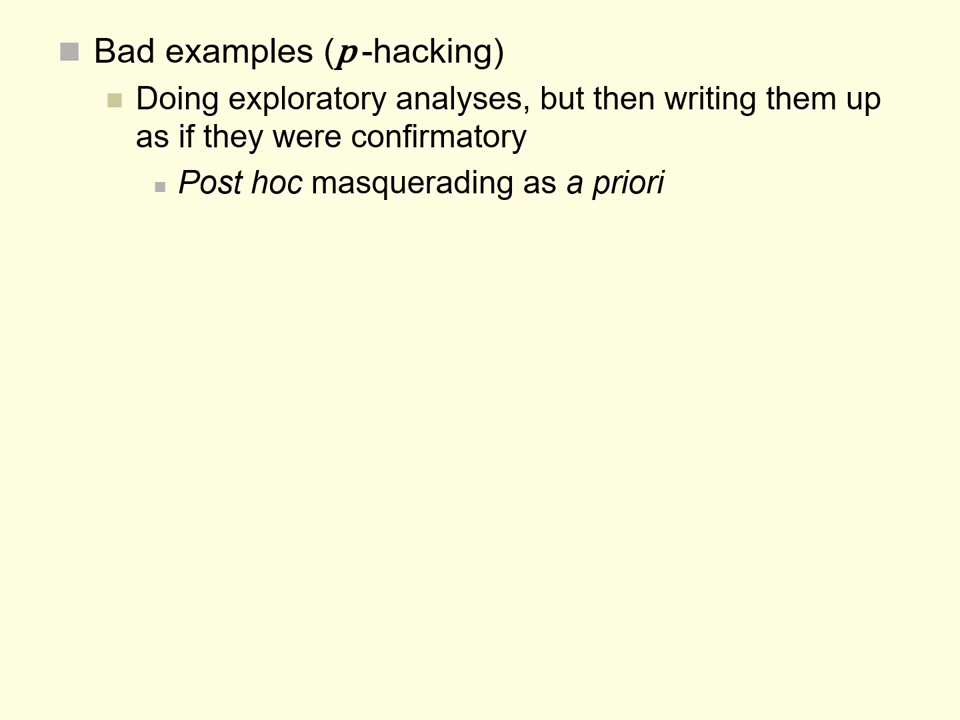 Bad examples (p-hacking)
Doing exploratory analyses, but then writing them up
as if they were confirmatory
Post hoc masquerading as a priori